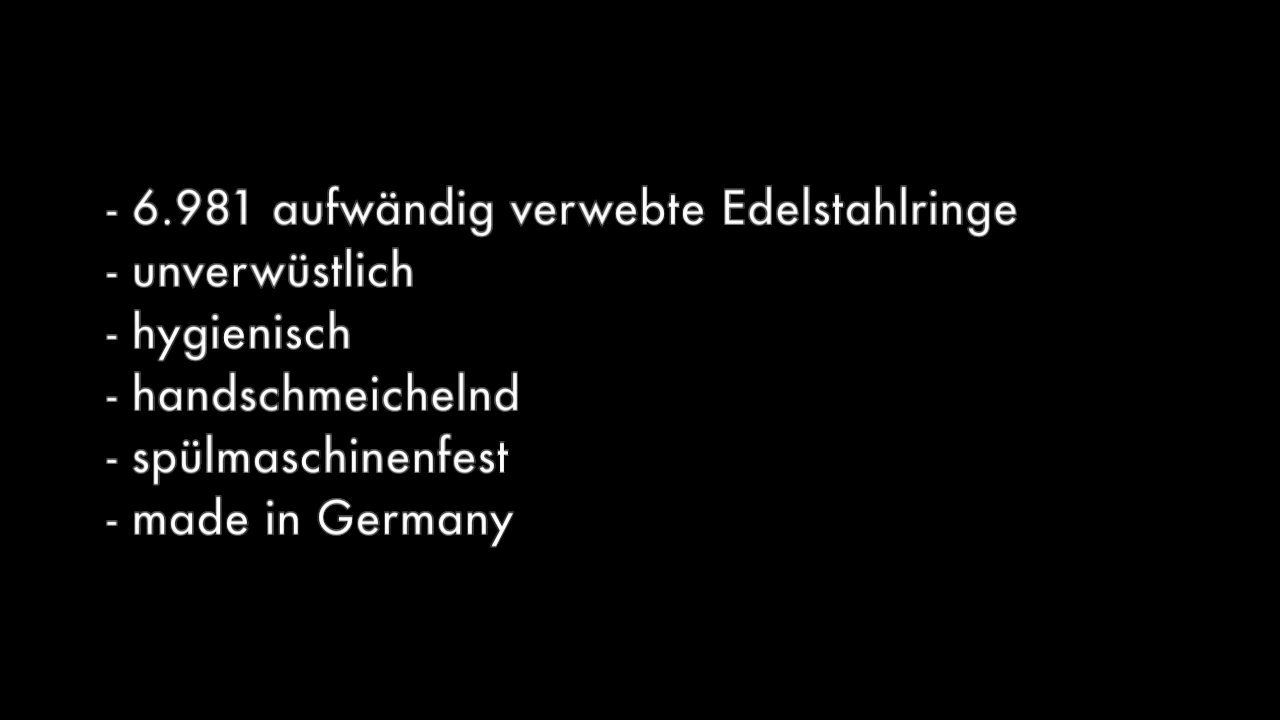 - 6.981 aufwändig verwebte Edelstahlringe
- unverwüstlich
- hygienisch
- handschmeichelnd
- spülmaschinenfest
- made in Germany